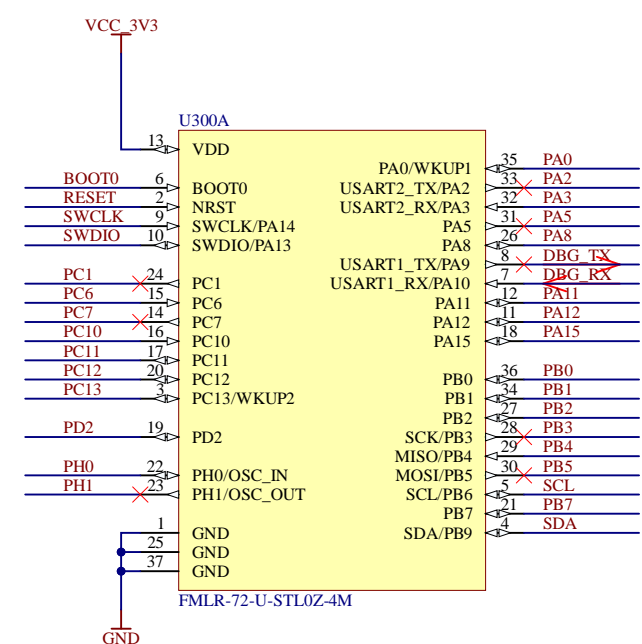 VCC_3V3
U300A
13 VDD
BOOT0 6 BOOT0
RESET 2 NRST
SWCLK 9 SWCLK/PA14
SWDIO 10 SWDIO/PA13
PC1 24 PC1
PC6 15 PC6
PC7 14 PC7
PC10 16 PC10
PC11 17 PC11
PC12 20 PC12
PC13 3 PC13/WKUP2
PD2 19 PD2
PH0 22 PH0/OSC_IN
PH1 23 PH1/OSC_OUT
1 GND
25 GND
37 GND
PA0/WKUP1 35 PA0
USART2_TX/PA2 33 PA2
USART2_RX/PA3 32 PA3
PA5 31 PA5
PA8 26 PA8
USART1_TX/PA9 8 DBG_TX
USART1_RX/PA10 7 DBG_RX
PA11 12 PA11
PA12 11 PA12
PA15 18 PA15
PB0 36 PB0
PB1 34 PB1
PB2 27 PB2
SCK/PB3 28 PB3
MISO/PB4 29 PB4
MOSI/PB5 30 PB5
SCL/PB6 5 SCL
PB7 21 PB7
SDA/PB9 4 SDA
FMLR-72-U-STL0Z-4M
GND